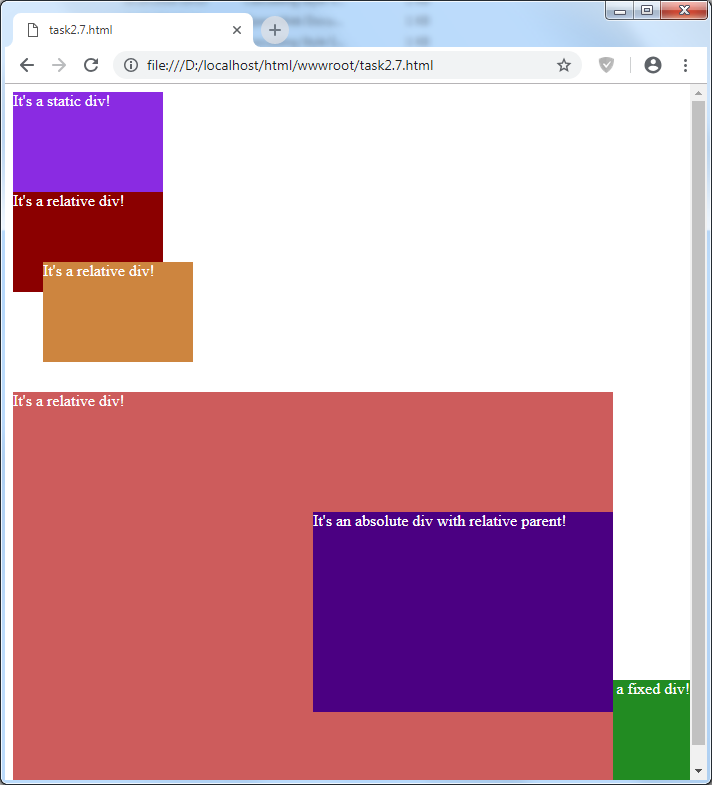 task2.7.html
file:///D:/localhost/html/wwwroot/task2.7.html
It's a static div!
It's a relative div!
It's a relative div!
It's a relative div!
It's an absolute div with relative parent!
a fixed div!